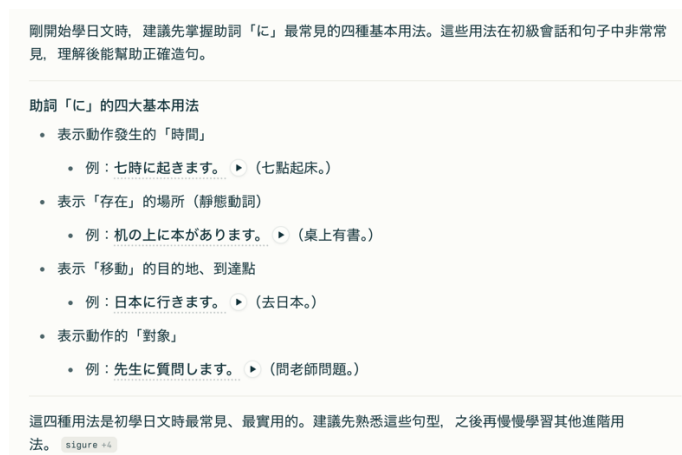 剛開始學日文時，建議先掌握助詞「に」最常見的四種基本用法。這些用法在初級會話和句子中非常常
見，理解後能幫助正確造句。
助詞「に」的四大基本用法
• 表示動作發生的「時間」
• 例：七時に起きます。（七點起床。）
• 表示「存在」的場所（靜態動詞）
• 例：机の上に本があります。（桌上有書。）
• 表示「移動」的目的地、到達點
• 例：日本に行きます。（去日本。）
• 表示動作的「對象」
• 例：先生に質問します。（問老師問題。）
這四種用法是初學日文時最常見、最實用的。建議先熟悉這些句型，之後再慢慢學習其他進階用
法。 sigure +4